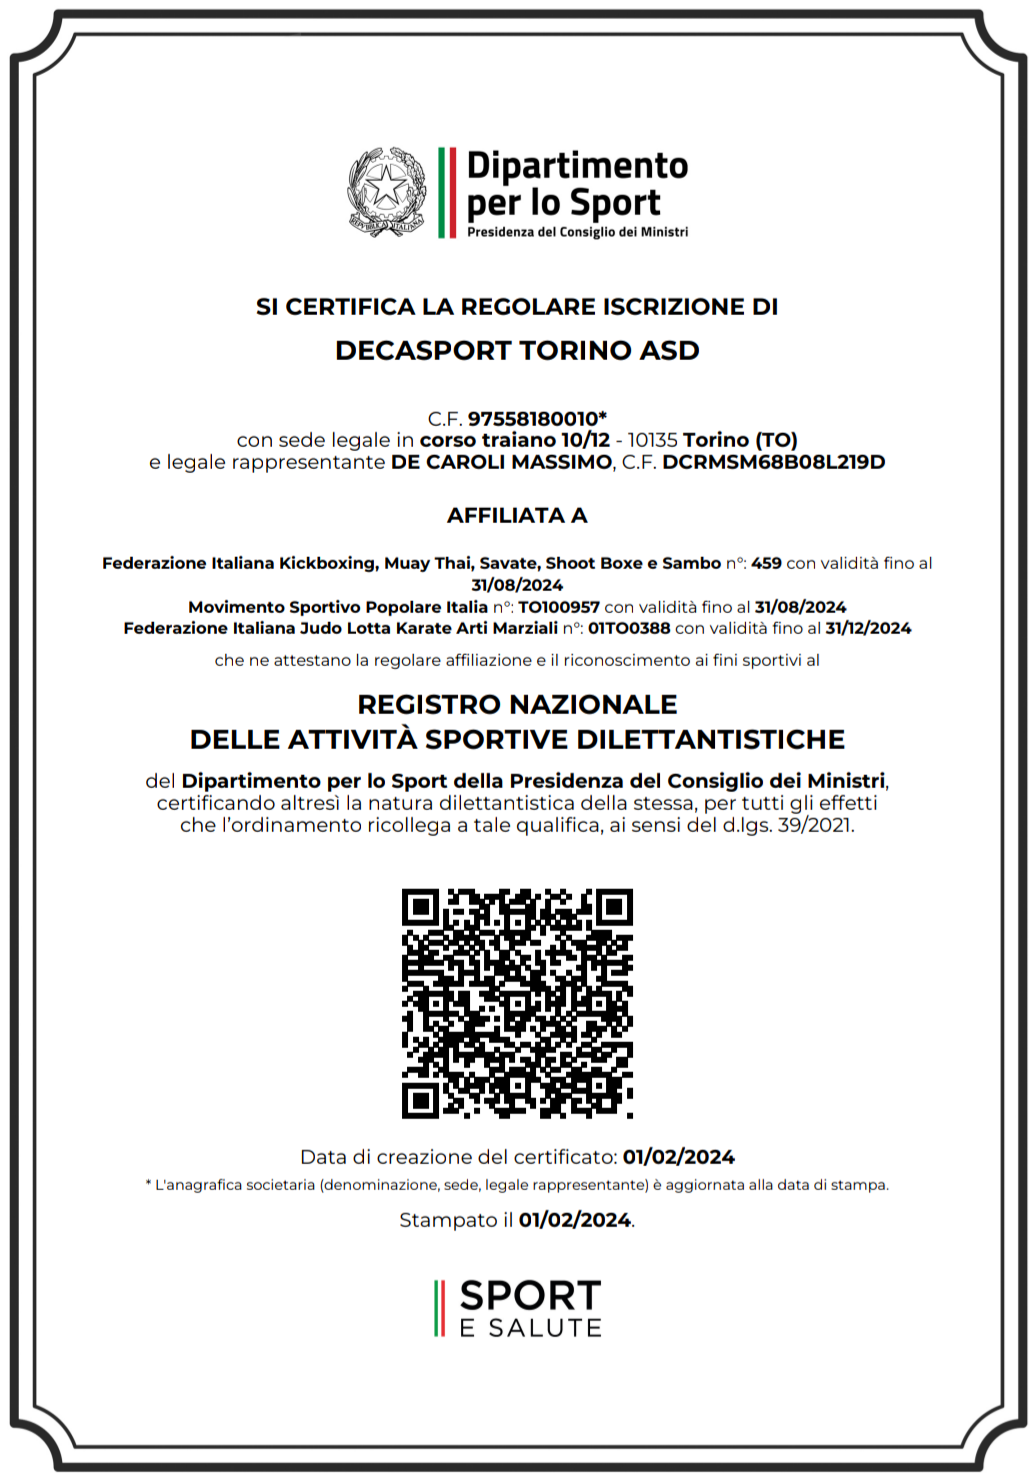 REPVBBLICA ITALIANA
Dipartimento
per lo Sport
Presidenza del Consiglio dei Ministri
SI CERTIFICA LA REGOLARE ISCRIZIONE DI
DECASPORT TORINO ASD
C.F. 97558180010*
con sede legale in corso traiano 10/12 - 10135 Torino (TO)
e legale rappresentante DE CAROLI MASSIMO, C.F. DCRMSM68B08L219D
AFFILIATA A
Federazione Italiana Kickboxing, Muay Thai, Savate, Shoot Boxe e Sambo n°: 459 con validità fino al
31/08/2024
Movimento Sportivo Popolare Italia n°: TO100957 con validità fino al 31/08/2024
Federazione Italiana Judo Lotta Karate Arti Marziali n°: 01TO0388 con validità fino al 31/12/2024
che ne attestano la regolare affiliazione e il riconoscimento ai fini sportivi al
REGISTRO NAZIONALE
DELLE ATTIVITÀ SPORTIVE DILETTANTISTICHE
del Dipartimento per lo Sport della Presidenza del Consiglio dei Ministri,
certificando altresì la natura dilettantistica della stessa, per tutti gli effetti
che l'ordinamento ricollega a tale qualifica, ai sensi del d.lgs. 39/2021.
Data di creazione del certificato: 01/02/2024
* L'anagrafica societaria (denominazione, sede, legale rappresentante) è aggiornata alla data di stampa.
Stampato il 01/02/2024.
SPORT
E SALUTE